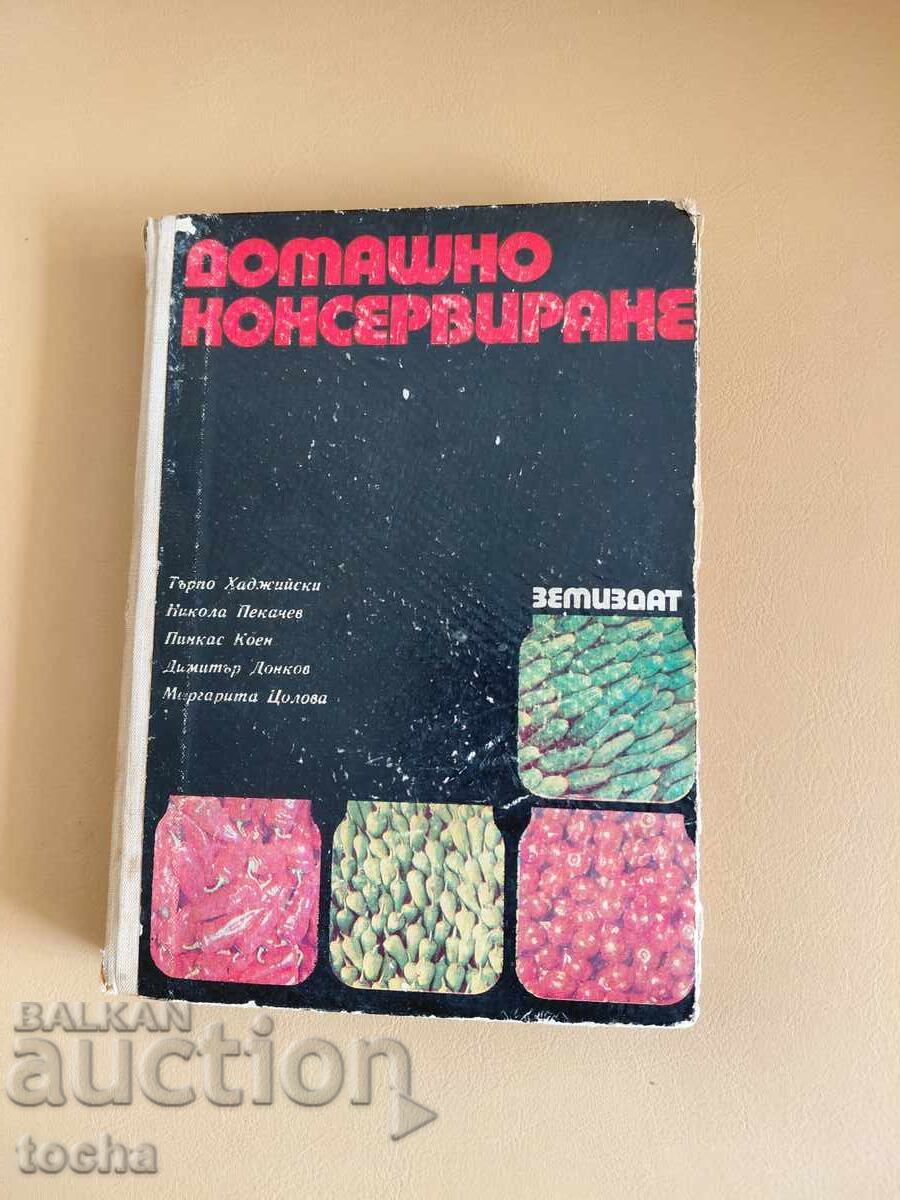 ДОМАШНО
КОНСЕРВИРАНЕ
Търпо Хаджийски
Никола Пекачев
Пинкас Коен
Димитър Донков
Маргарита Цолова
ЗЕМИЗДАТ
BALKAN
auction
tocha